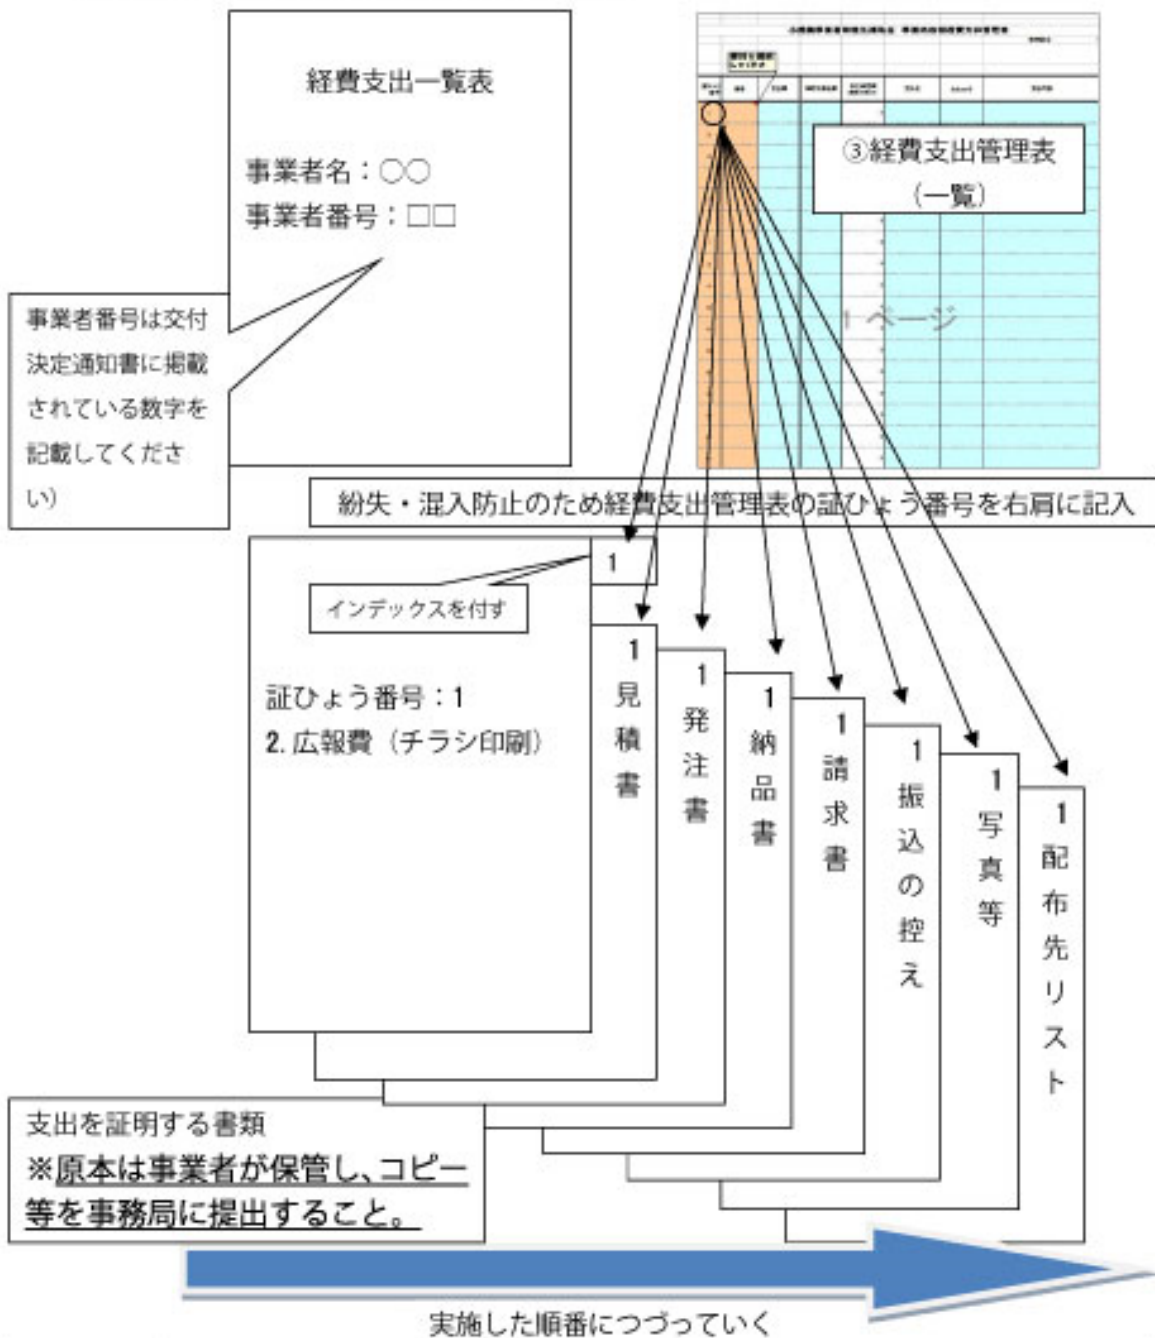 経費支出一覧表
事業者名：○○
事業者番号：□□
事業者番号は交付
決定通知書に掲載
されている数字を
記載してくださ
い）
③経費支出管理表
（一覧）
1 ページ
紛失・混入防止のため経費支出管理表の証ひょう番号を右肩に記入
1
インデックスを付す
証ひょう番号：1
2. 広報費（チラシ印刷）
1見積書
1発注書
1納品書
1請求書
1振込の控え
1写真等
1配布先リスト
支出を証明する書類
※原本は事業者が保管し、コピー
等を事務局に提出すること。
実施した順番につづっていく